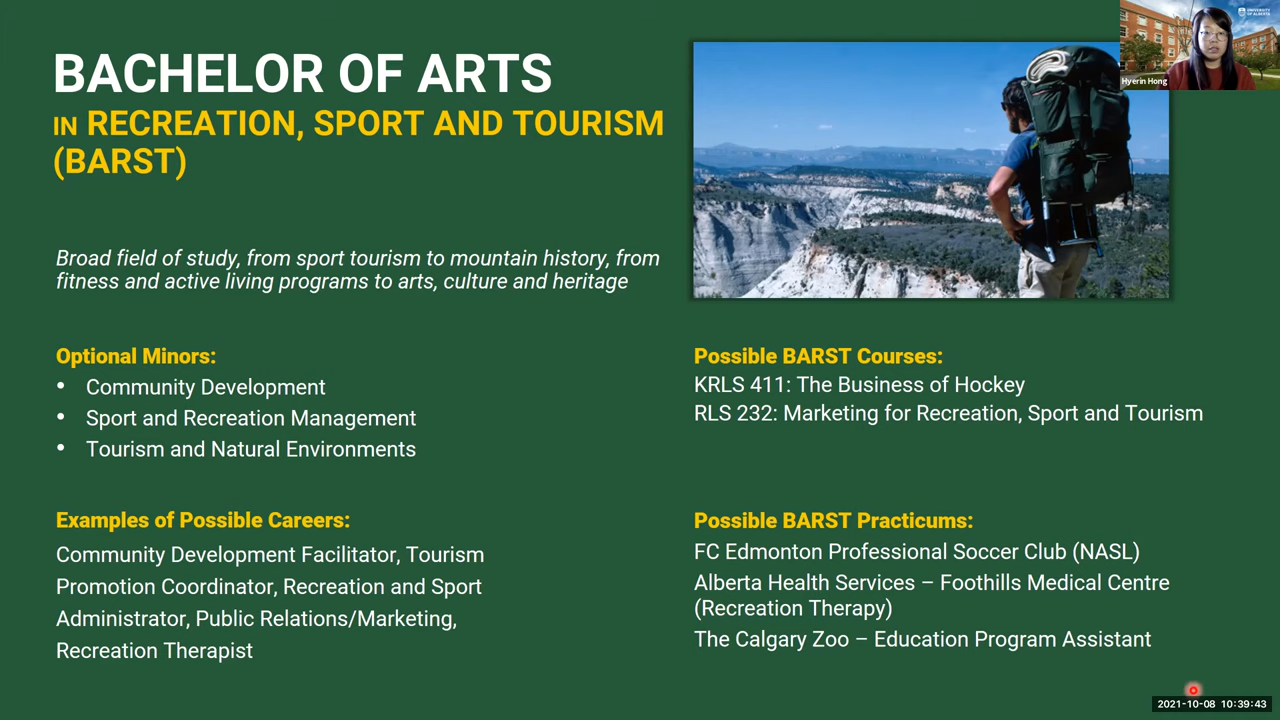 BACHELOR OF ARTS
IN RECREATION, SPORT AND TOURISM
(BARST)
Broad field of study, from sport tourism to mountain history, from
fitness and active living programs to arts, culture and heritage
Optional Minors:
• Community Development
• Sport and Recreation Management
• Tourism and Natural Environments
Examples of Possible Careers:
Community Development Facilitator, Tourism
Promotion Coordinator, Recreation and Sport
Administrator, Public Relations/Marketing,
Recreation Therapist
UNIVERSITY
OF ALBERTA
Hyerin Hong
Possible BARST Courses:
KRLS 411: The Business of Hockey
RLS 232: Marketing for Recreation, Sport and Tourism
Possible BARST Practicums:
FC Edmonton Professional Soccer Club (NASL)
Alberta Health Services – Foothills Medical Centre
(Recreation Therapy)
The Calgary Zoo – Education Program Assistant
2021-10-08 10:39:43